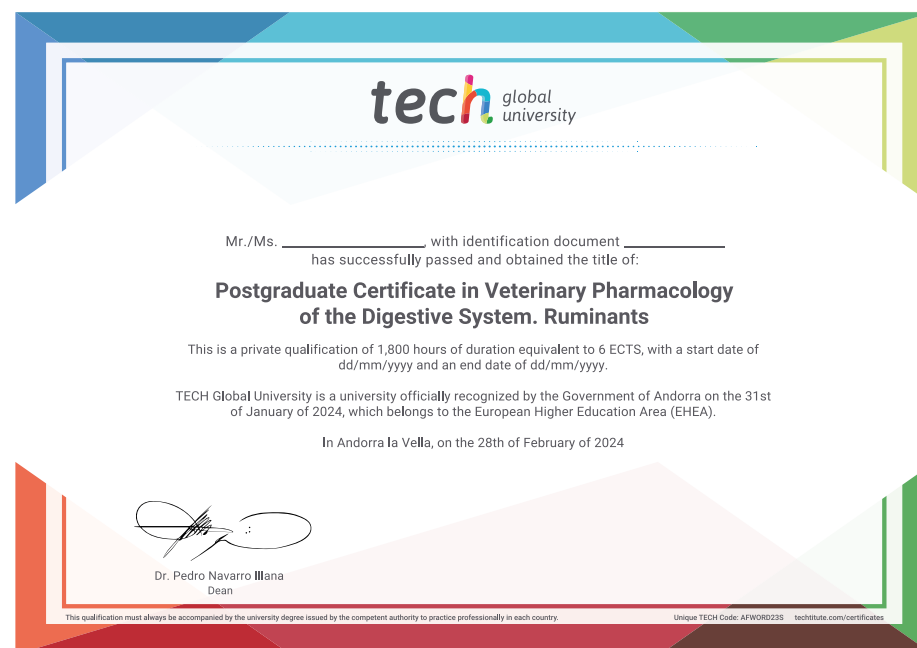 tech global university
Mr./Ms. ________________, with identification document ____________
has successfully passed and obtained the title of:
Postgraduate Certificate in Veterinary Pharmacology
of the Digestive System. Ruminants
This is a private qualification of 1,800 hours of duration equivalent to 6 ECTS, with a start date of
dd/mm/yyyy and an end date of dd/mm/yyyy.
TECH Global University is a university officially recognized by the Government of Andorra on the 31st
of January of 2024, which belongs to the European Higher Education Area (EHEA).
In Andorra la Vella, on the 28th of February of 2024
Dr. Pedro Navarro Illana
Dean
This qualification must always be accompanied by the university degree issued by the competent authority to practice professionally in each country.
Unique TECH Code: AFWORD23S techtitute.com/certificates